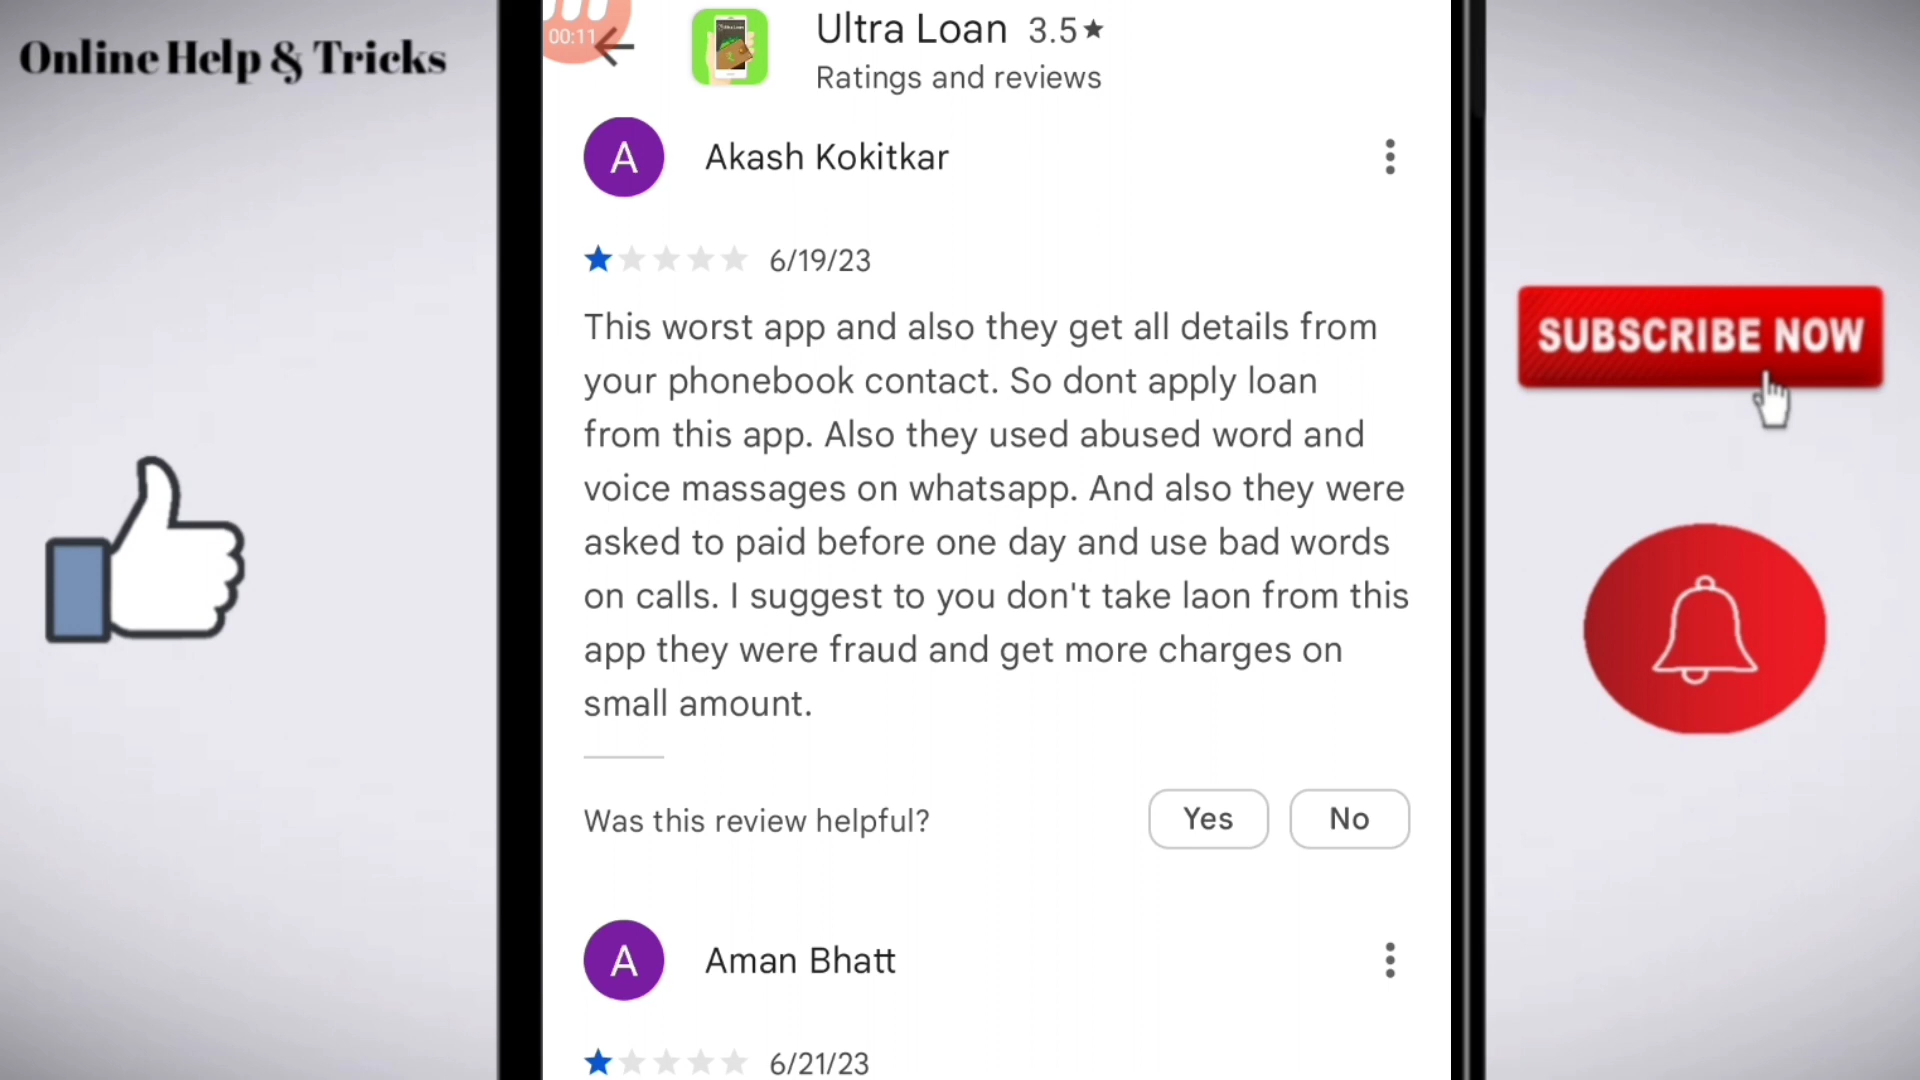 Online Help & Tricks
00:11
Ultra Loan 3.5★
Ratings and reviews
A
Akash Kokitkar
6/19/23
This worst app and also they get all details from
your phonebook contact. So dont apply loan
from this app. Also they used abused word and
voice massages on whatsapp. And also they were
asked to paid before one day and use bad words
on calls. I suggest to you don't take laon from this
app they were fraud and get more charges on
small amount.
Was this review helpful?
Yes
No
A
Aman Bhatt
6/21/23
SUBSCRIBE NOW